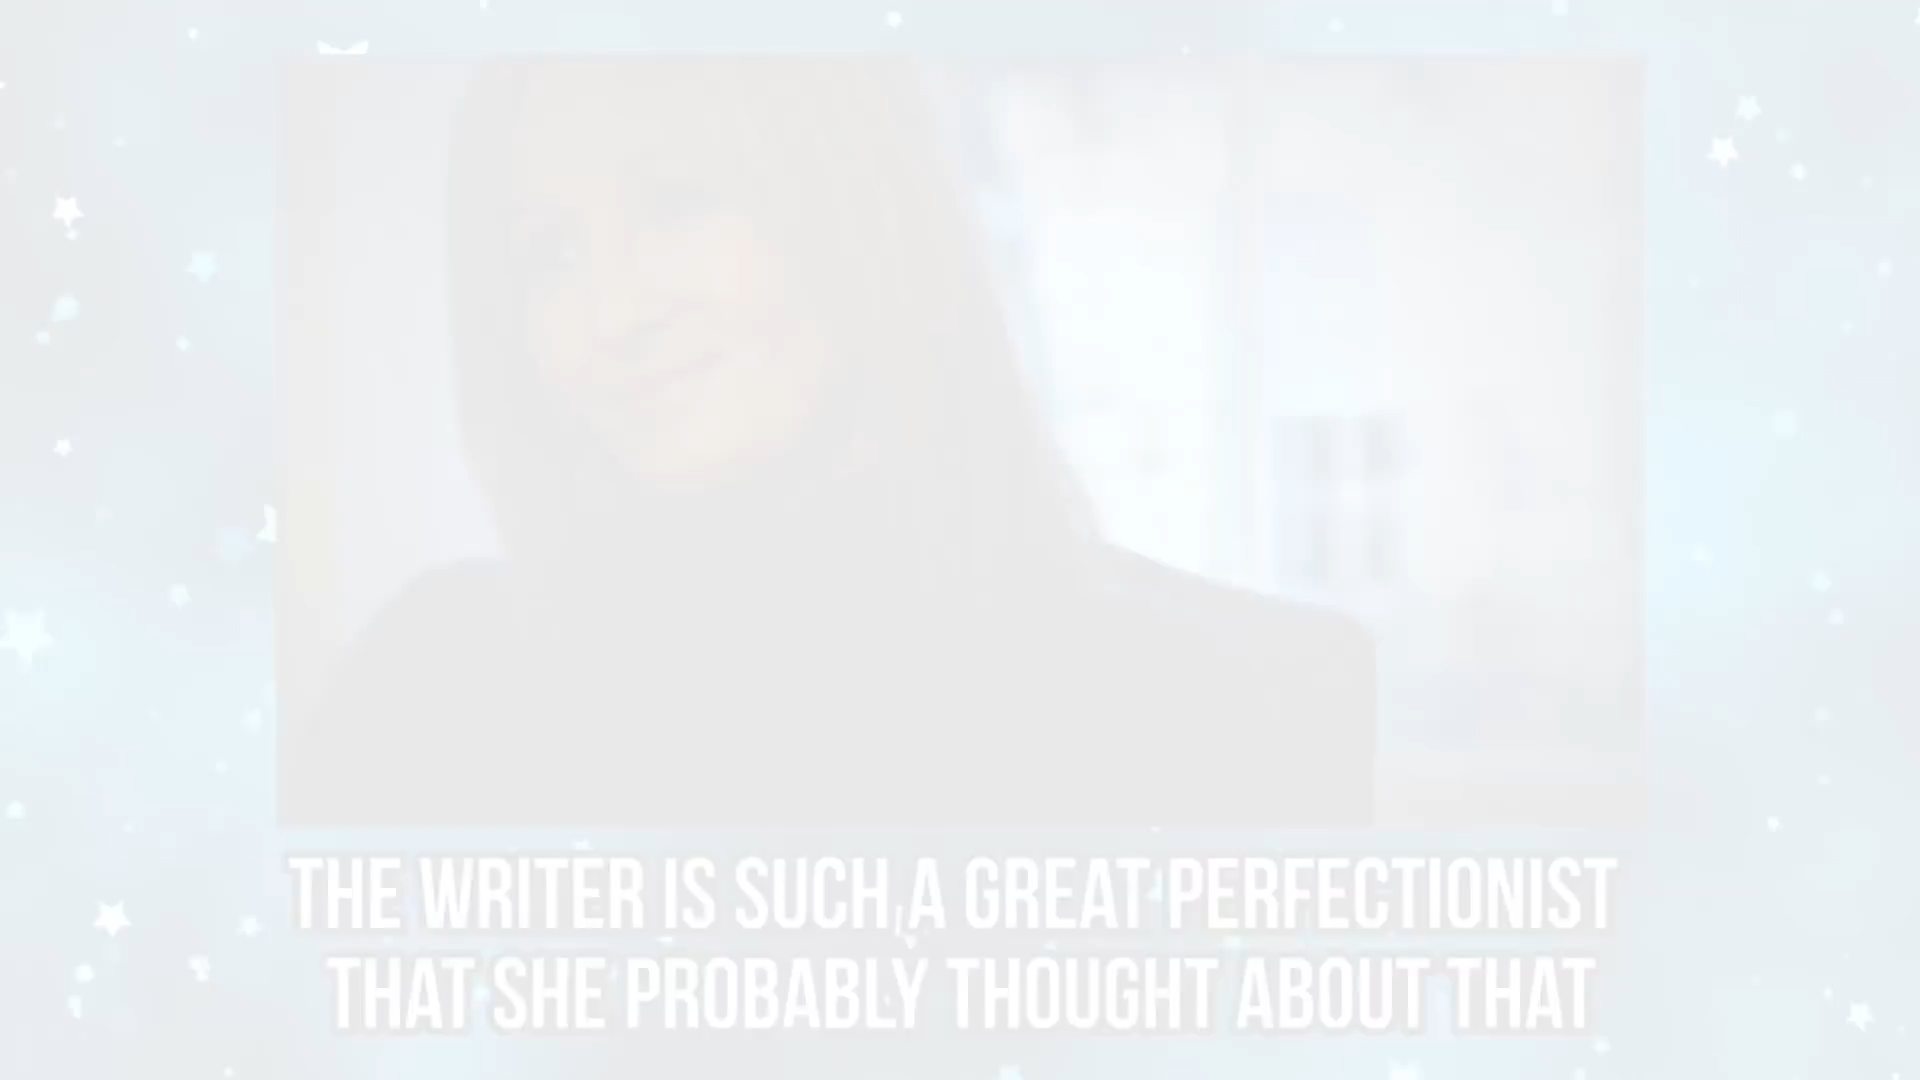 THE WRITER IS SUCH A GREAT PERFECTIONIST
THAT SHE PROBABLY THOUGHT ABOUT THAT